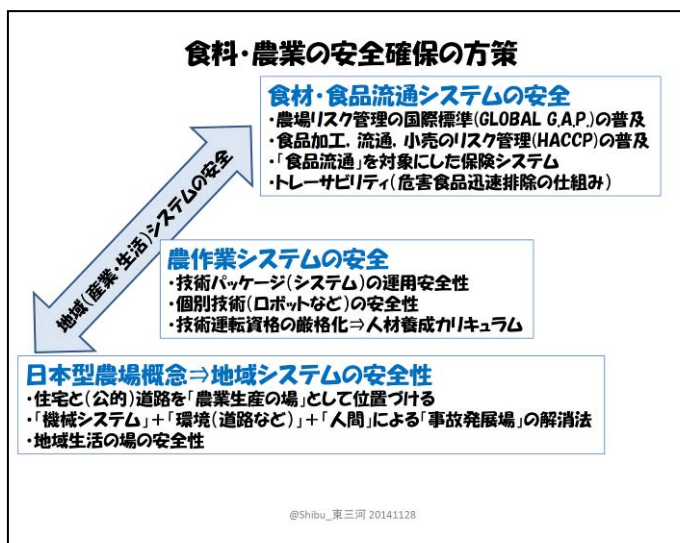 食料・農業の安全確保の方策
食材・食品流通システムの安全
・農場リスク管理の国際標準(GLOBAL G.A.P.)の普及
・食品加工，流通，小売のリスク管理(HACCP)の普及
・「食品流通」を対象にした保険システム
・トレーサビリティ(危害食品迅速排除の仕組み)
地域(産業・生活)システムの安全
農作業システムの安全
・技術パッケージ(システム)の運用安全性
・個別技術(ロボットなど)の安全性
・技術運転資格の厳格化⇒人材養成カリキュラム
日本型農場概念⇒地域システムの安全性
・住宅と(公的)道路を「農業生産の場」として位置づける
・「機械システム」＋「環境(道路など)」＋「人間」による「事故発展場」の解消法
・地域生活の場の安全性
@Shibu_東三河 20141128